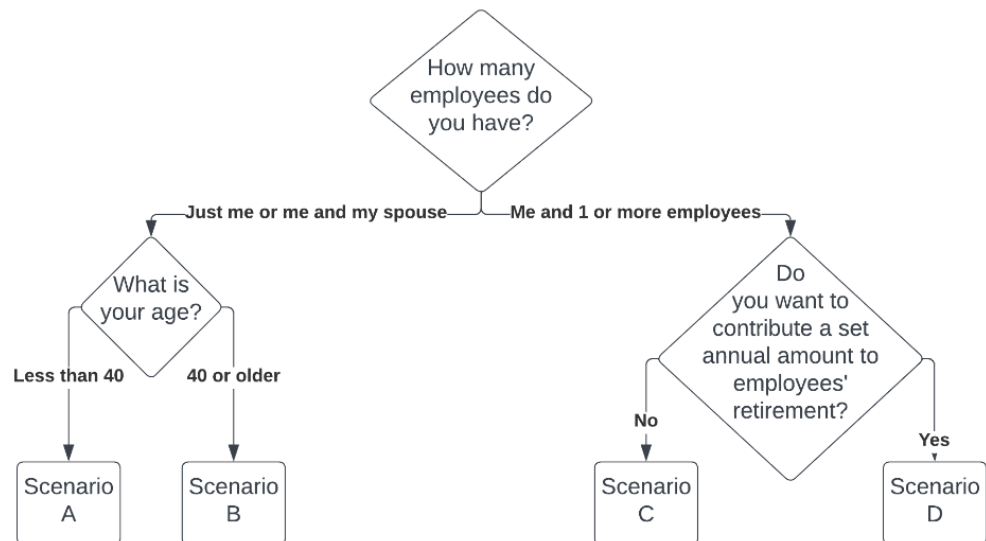 How many
employees do
you have?
Just me or me and my spouse
Me and 1 or more employees
What is
your age?
Less than 40
40 or older
Do
you want to
contribute a set
annual amount to
employees'
retirement?
No
Yes
Scenario
A
Scenario
B
Scenario
C
Scenario
D